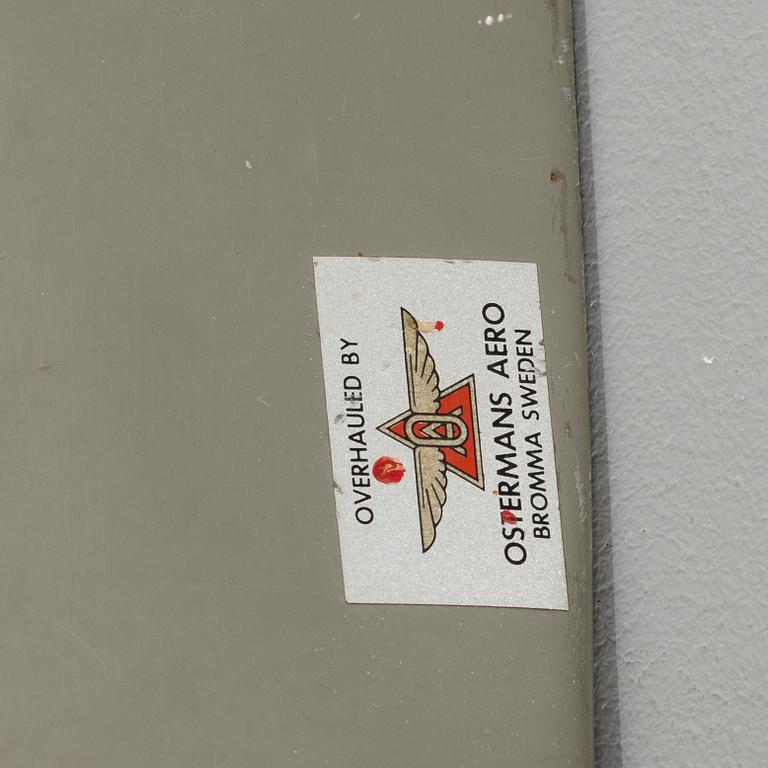 OVERHAULED BY
OSTERMANS AERO
BROMMA SWEDEN